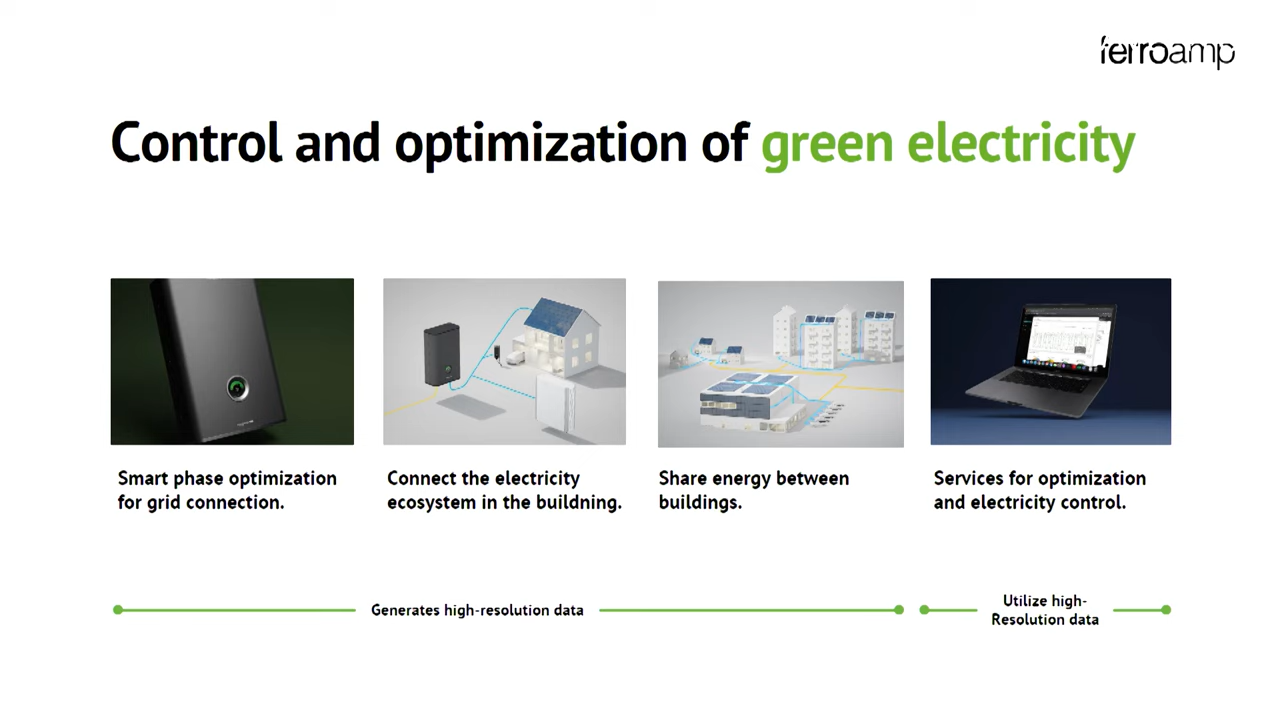 ferroamp
Control and optimization of green electricity
Smart phase optimization
for grid connection.
Connect the electricity
ecosystem in the buildning.
Share energy between
buildings.
Services for optimization
and electricity control.
Generates high-resolution data
Utilize high-
Resolution data